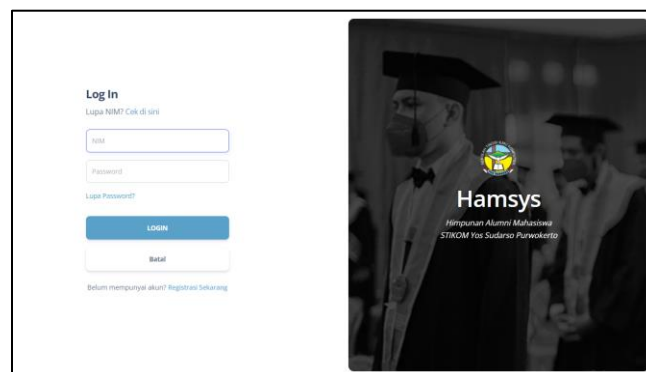 Log In
Lupa NIM? Cek di sini
NIM
Password
Lupa Password?
LOGIN
Batal
Belum mempunyai akun? Registrasi Sekarang
Hamsys
Himpunan Alumni Mahasiswa
STIKOM Yos Sudarso Purwokerto